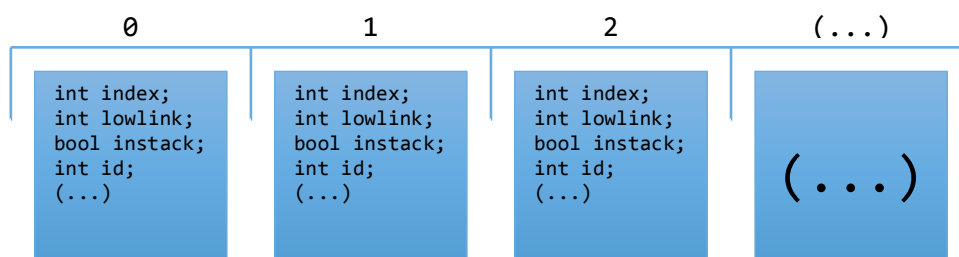 0 1 2 (...)
int index; int index; int index;
int lowlink; int lowlink; int lowlink;
bool instack; bool instack; bool instack;
int id; int id; int id;
(...) (...) (...) (...)